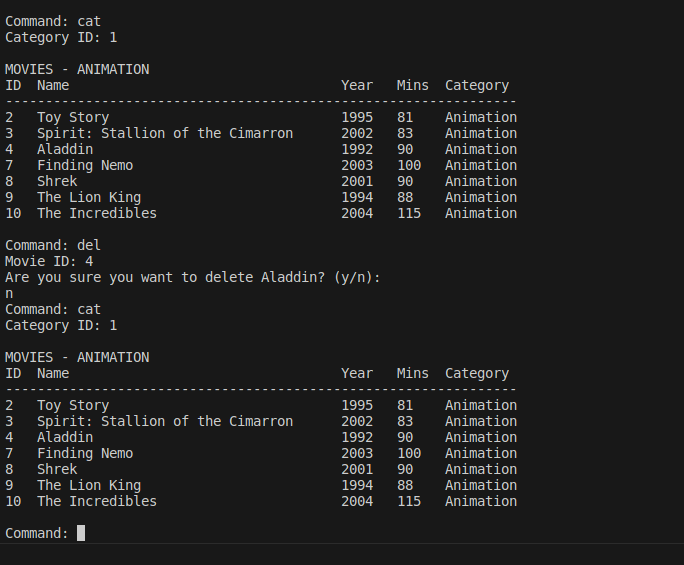 Command: cat
Category ID: 1
MOVIES - ANIMATION
ID  Name                                  Year   Mins  Category
----------------------------------------------------------------
2   Toy Story                             1995   81    Animation
3   Spirit: Stallion of the Cimarron      2002   83    Animation
4   Aladdin                               1992   90    Animation
7   Finding Nemo                          2003   100   Animation
8   Shrek                                 2001   90    Animation
9   The Lion King                         1994   88    Animation
10  The Incredibles                       2004   115   Animation
Command: del
Movie ID: 4
Are you sure you want to delete Aladdin? (y/n):
n
Command: cat
Category ID: 1
MOVIES - ANIMATION
ID  Name                                  Year   Mins  Category
----------------------------------------------------------------
2   Toy Story                             1995   81    Animation
3   Spirit: Stallion of the Cimarron      2002   83    Animation
4   Aladdin                               1992   90    Animation
7   Finding Nemo                          2003   100   Animation
8   Shrek                                 2001   90    Animation
9   The Lion King                         1994   88    Animation
10  The Incredibles                       2004   115   Animation
Command: